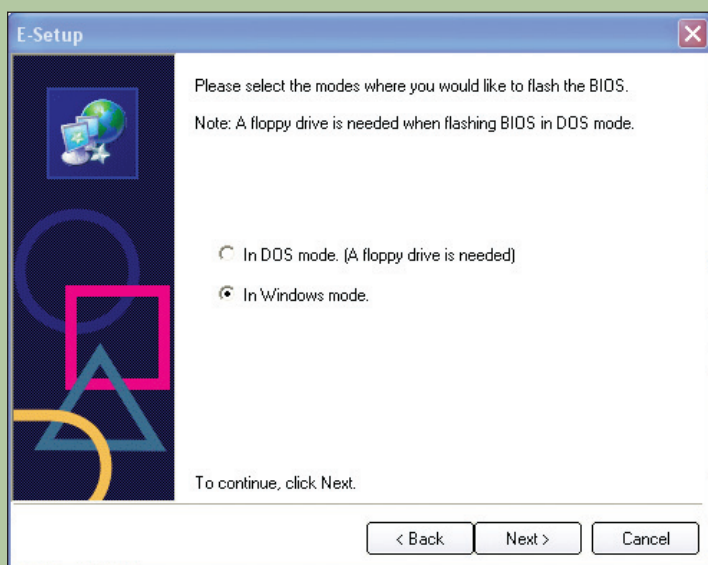 E-Setup
Please select the modes where you would like to flash the BIOS.
Note: A floppy drive is needed when flashing BIOS in DOS mode.
In DOS mode. (A floppy drive is needed)
In Windows mode.
To continue, click Next.
< Back Next > Cancel